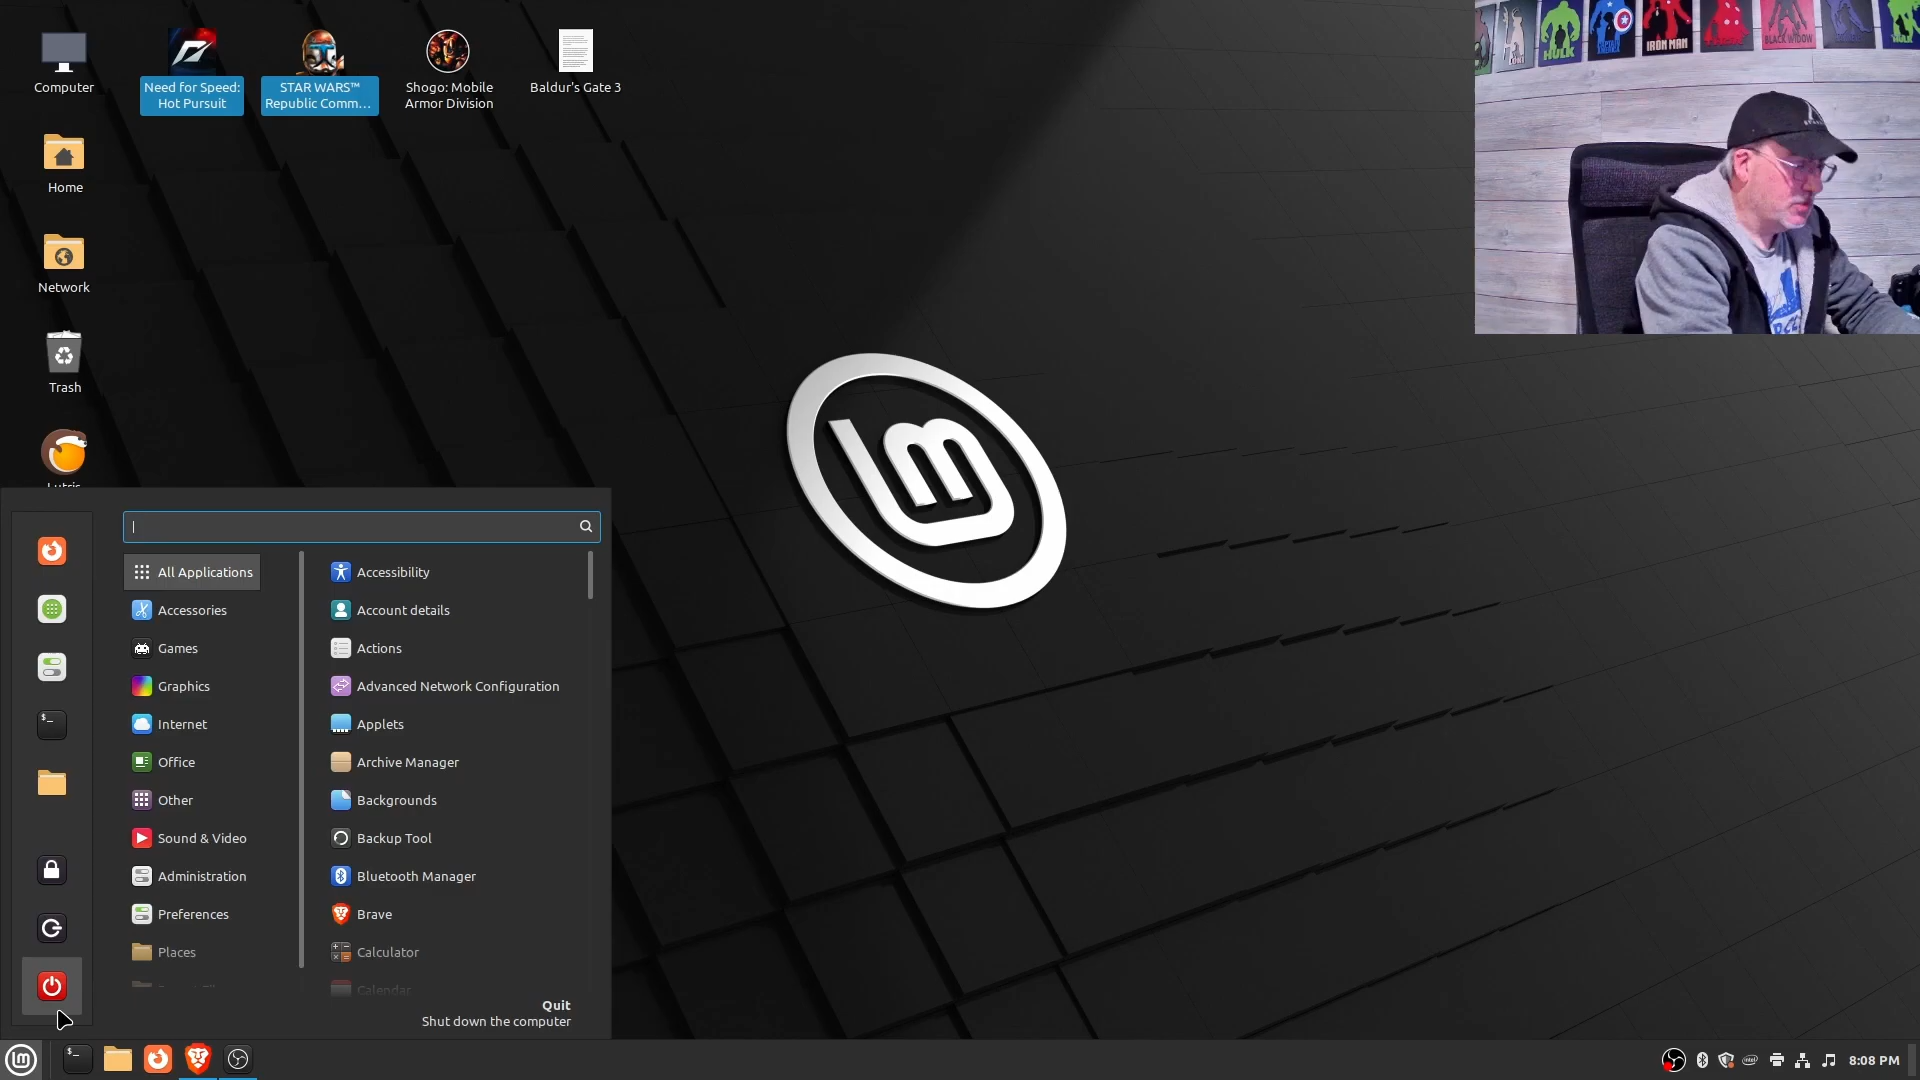 Computer
Need for Speed:
Hot Pursuit
STAR WARS™
Republic Comm...
Shogo: Mobile
Armor Division
Baldur's Gate 3
Home
Network
Trash
Lutris
All Applications
Accessories
Games
Graphics
Internet
Office
Other
Sound & Video
Administration
Preferences
Places
Accessibility
Account details
Actions
Advanced Network Configuration
Applets
Archive Manager
Backgrounds
Backup Tool
Bluetooth Manager
Brave
Calculator
Calendar
Quit
Shut down the computer
8:08 PM
HULK
CAPTAIN
AMERICA
IRON MAN
BLACK WIDOW